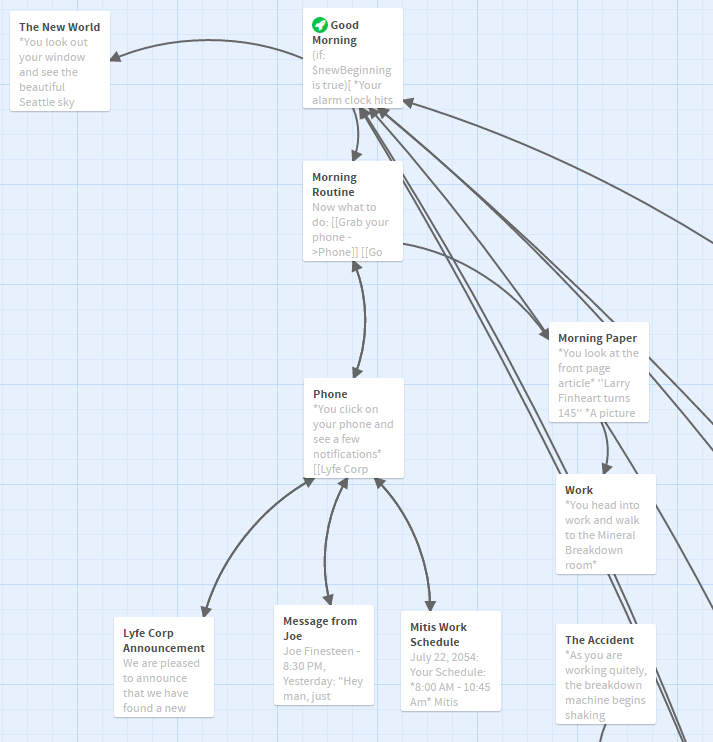 The New World
*You look out
your window
and see the
beautiful
Seattle sky
Good
Morning
(if:
$newBeginning
is true)[ *Your
alarm clock hits
Morning
Routine
Now what to
do: [[Grab your
phone -
>Phone]] [[Go
Morning Paper
*You look at the
front page
article* "Larry
Finheart turns
145" *A picture
Phone
*You click on
your phone and
see a few
notifications*
[[Lyfe Corp
Work
*You head into
work and walk
to the Mineral
Breakdown
room*
Lyfe Corp
Announcement
We are pleased
to announce
that we have
found a new
Message from
Joe
Joe Finesteen -
8:30 PM,
Yesterday: "Hey
man, just
Mitis Work
Schedule
July 22, 2054:
Your Schedule:
*8:00 AM - 10:45
Am* Mitis
The Accident
*As you are
working quitely,
the breakdown
machine begins
shaking